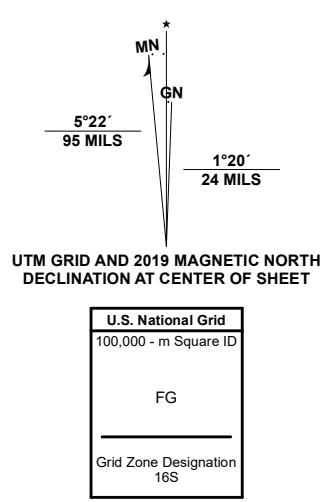 MN
GN
5°22´
95 MILS
1°20´
24 MILS
UTM GRID AND 2019 MAGNETIC NORTH
DECLINATION AT CENTER OF SHEET
U.S. National Grid
100,000 - m Square ID
FG
Grid Zone Designation
16S